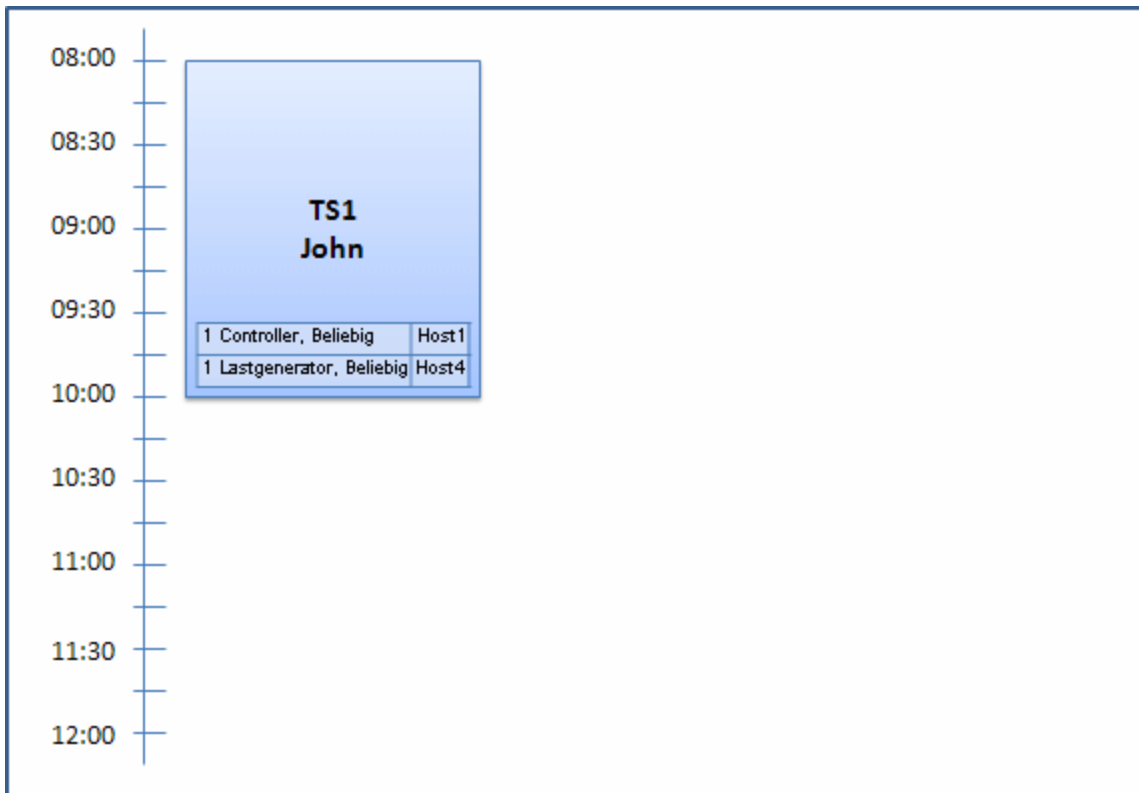 08:00
08:30
09:00
09:30
10:00
10:30
11:00
11:30
12:00
TS1
John
1 Controller, Beliebig Host1
1 Lastgenerator, Beliebig Host4